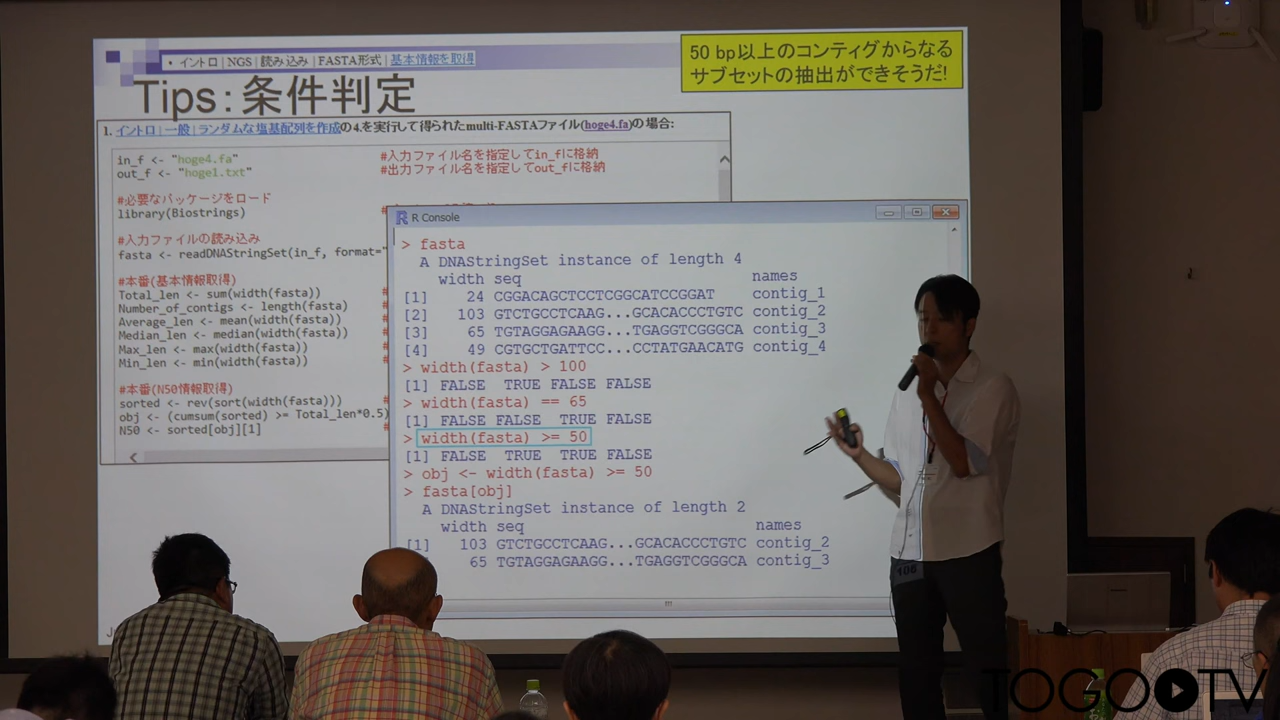 • イントロ | NGS | 読み込み | FASTA形式 | 基本情報を取得
Tips：条件判定
50 bp以上のコンティグからなる
サブセットの抽出ができそうだ!
1. イントロ | 一般 | ランダムな塩基配列を作成の4.を実行して得られたmulti-FASTAファイル(hoge4.fa)の場合:
in_f <- "hoge4.fa" #入力ファイル名を指定してin_fに格納
out_f <- "hoge1.txt" #出力ファイル名を指定してout_fに格納
#必要なパッケージをロード
library(Biostrings)
#入力ファイルの読み込み
fasta <- readDNAStringSet(in_f, format="
#本番(基本情報取得)
Total_len <- sum(width(fasta))
Number_of_contigs <- length(fasta)
Average_len <- mean(width(fasta))
Median_len <- median(width(fasta))
Max_len <- max(width(fasta))
Min_len <- min(width(fasta))
#本番(N50情報取得)
sorted <- rev(sort(width(fasta)))
obj <- (cumsum(sorted) >= Total_len*0.5)
N50 <- sorted[obj][1]
R Console
> fasta
A DNAStringSet instance of length 4
width seq names
[1] 24 CGGACAGCTCCTCGGCATCCGGAT contig_1
[2] 103 GTCTGCCTCAAG...GCACACCCTGTC contig_2
[3] 65 TGTAGGAGAAGG...TGAGGTCGGGCA contig_3
[4] 49 CGTGCTGATTCC...CCTATGAACATG contig_4
> width(fasta) > 100
[1] FALSE TRUE FALSE FALSE
> width(fasta) == 65
[1] FALSE FALSE TRUE FALSE
> width(fasta) >= 50
[1] FALSE TRUE TRUE FALSE
> obj <- width(fasta) >= 50
> fasta[obj]
A DNAStringSet instance of length 2
width seq names
[1] 103 GTCTGCCTCAAG...GCACACCCTGTC contig_2
65 TGTAGGAGAAGG...TGAGGTCGGGCA contig_3
106
TOGOTV